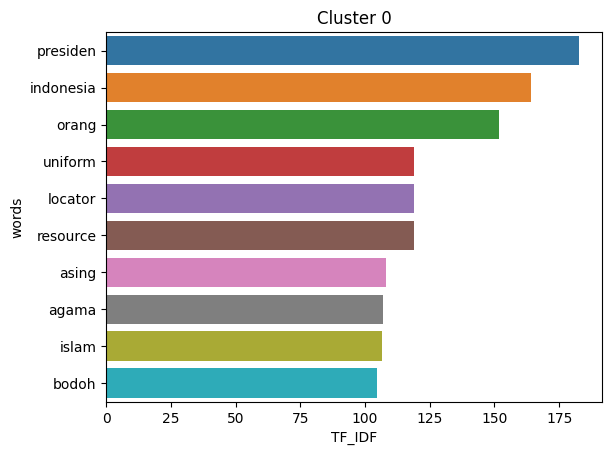 Cluster 0
presiden
indonesia
orang
uniform
locator
resource
asing
agama
islam
bodoh
words
0 25 50 75 100 125 150 175
TF_IDF